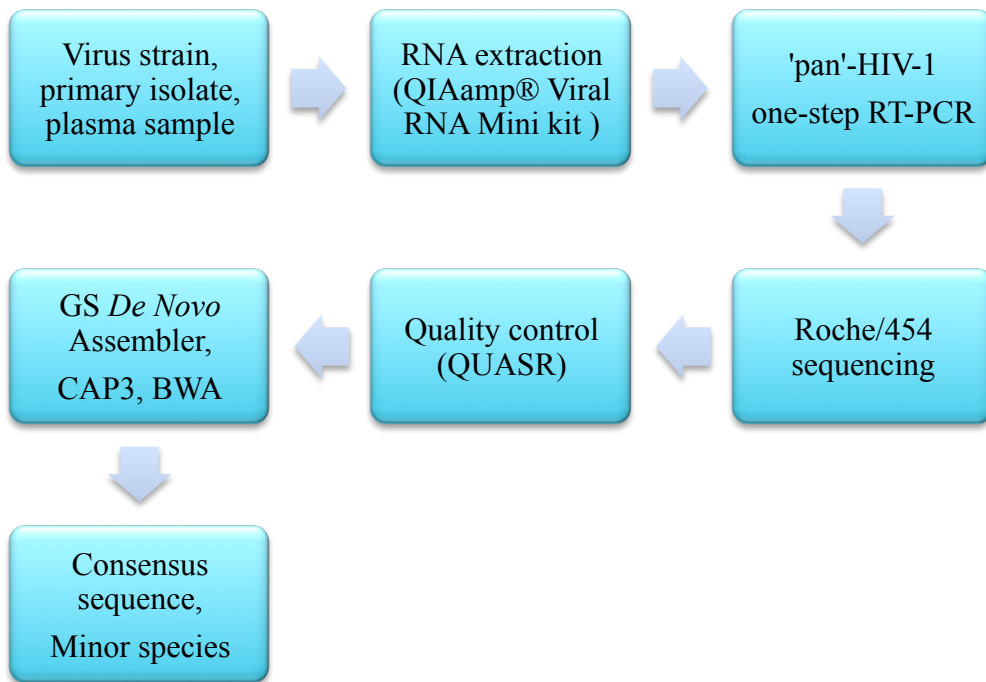 Virus strain,
primary isolate,
plasma sample
RNA extraction
(QIAamp® Viral
RNA Mini kit )
'pan'-HIV-1
one-step RT-PCR
Roche/454
sequencing
Quality control
(QUASR)
GS De Novo
Assembler,
CAP3, BWA
Consensus
sequence,
Minor species